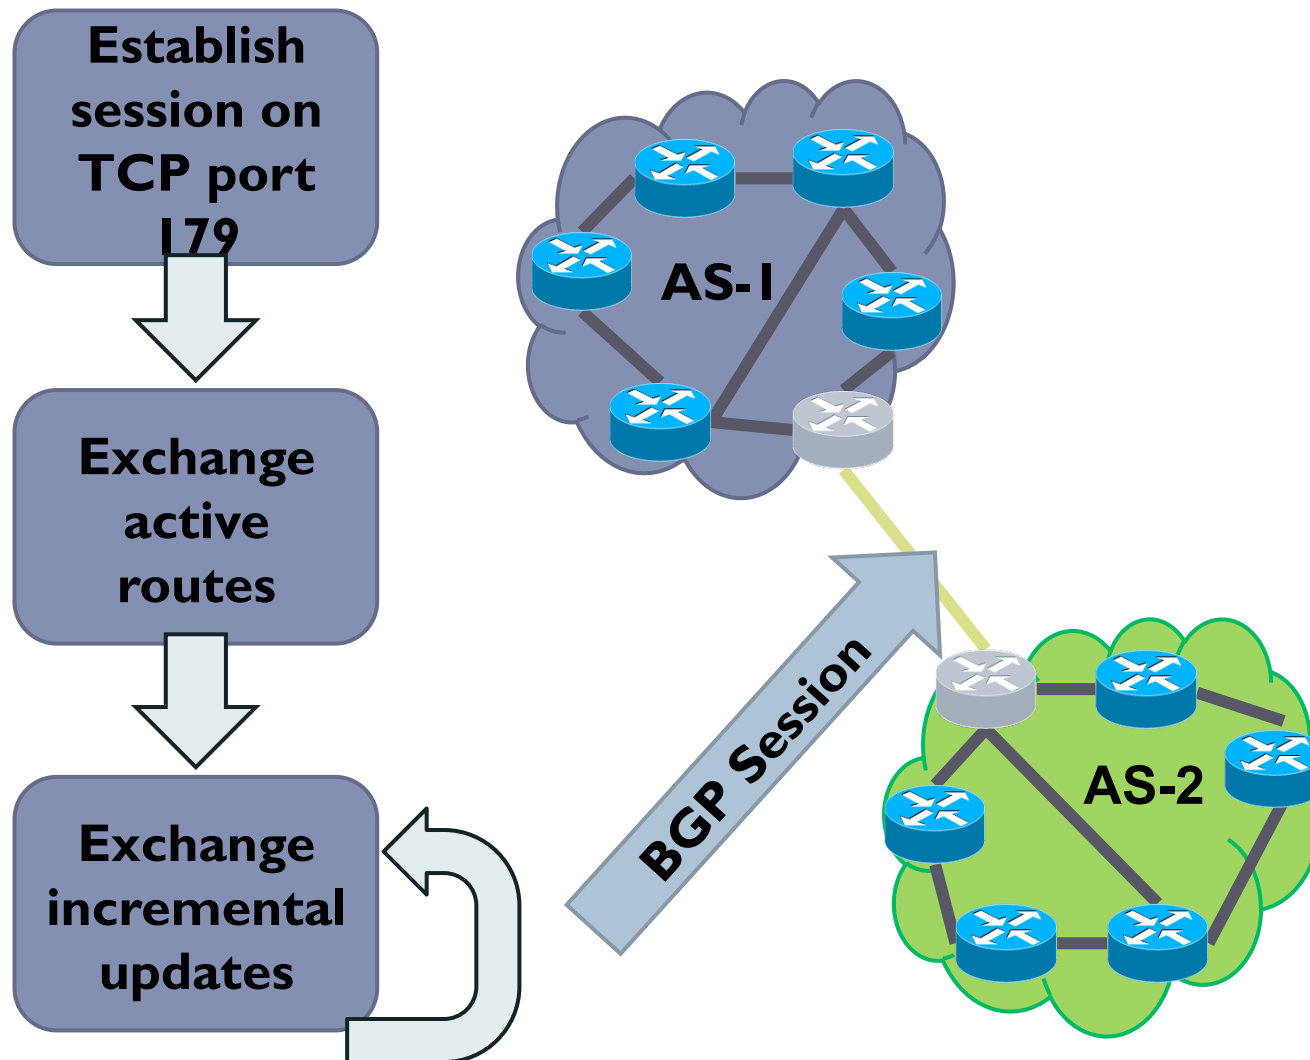 Establish
session on
TCP port
179
Exchange
active
routes
Exchange
incremental
updates
AS-1
BGP Session
AS-2